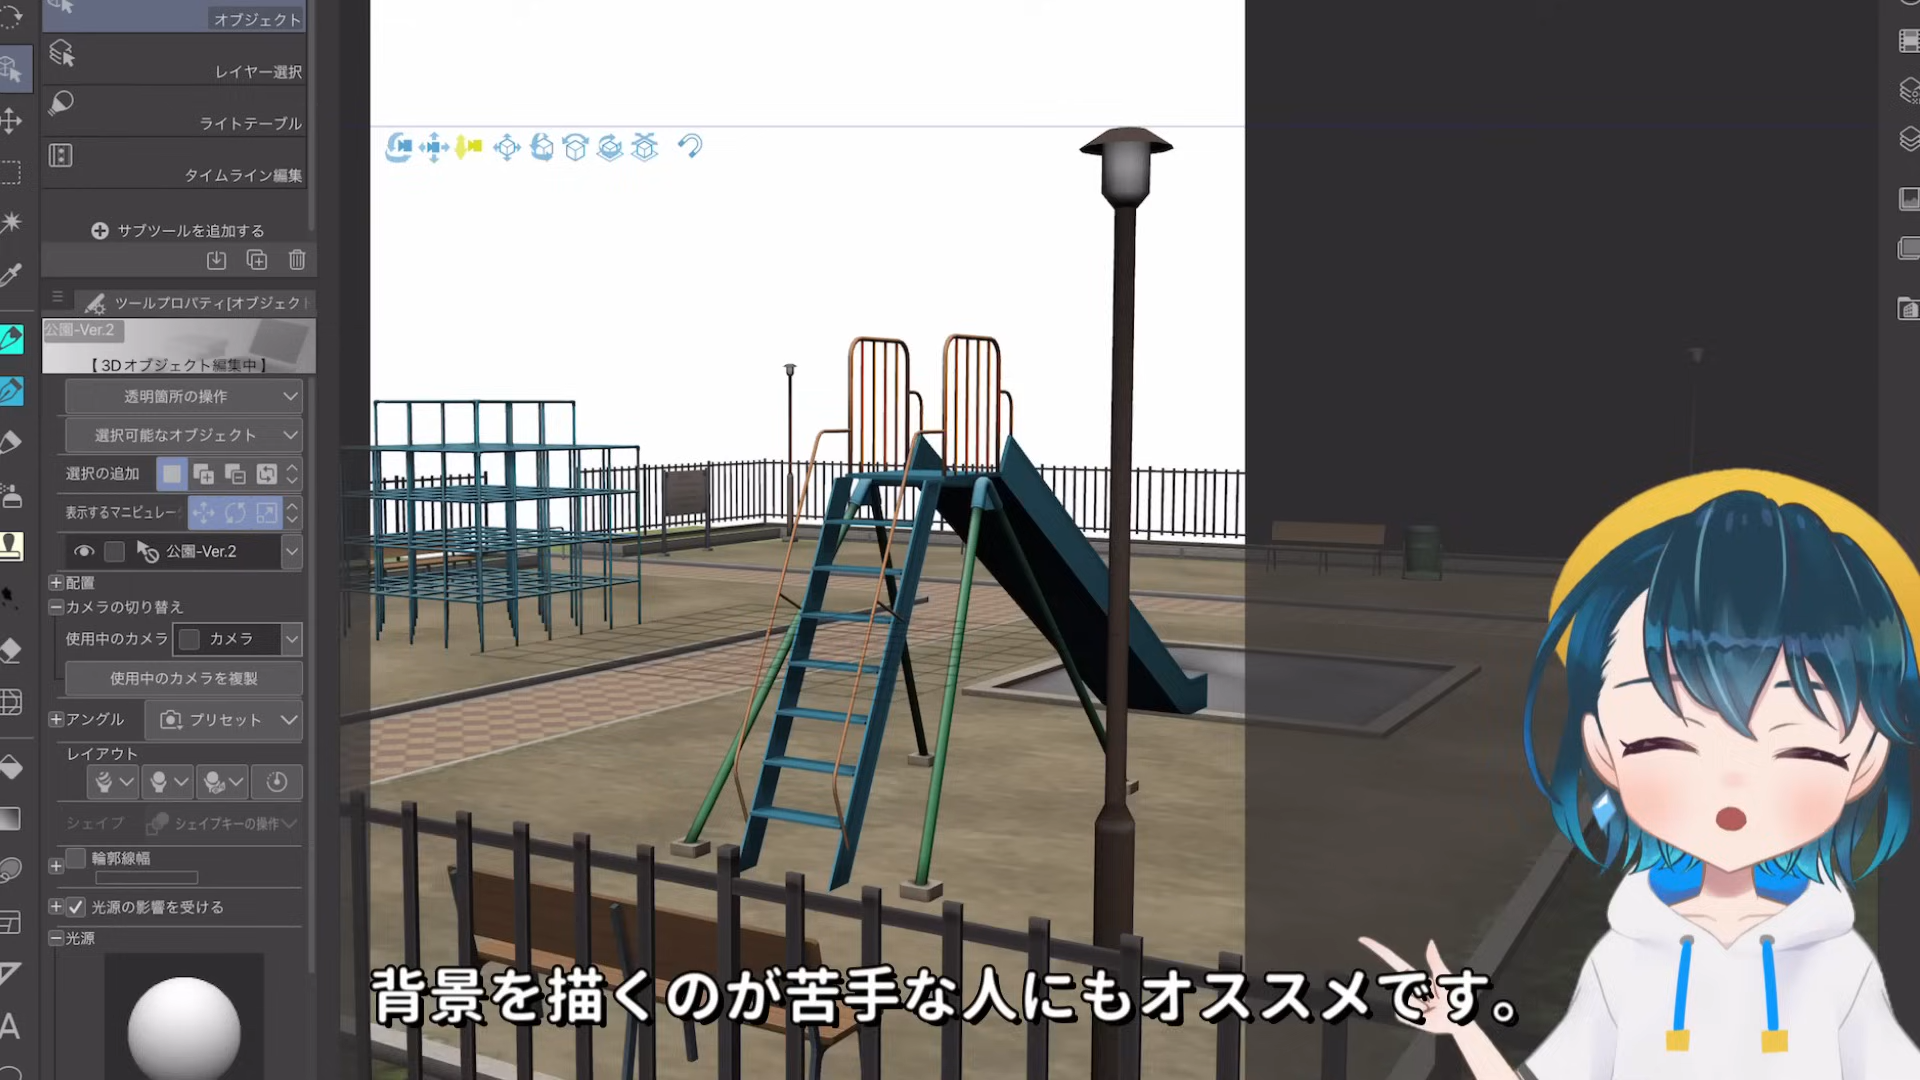 オブジェクト
レイヤー選択
ライトテーブル
タイムライン編集
サブツールを追加する
ツールプロパティ[オブジェクト
公園-Ver.2
【 3Dオブジェクト編集中 】
透明箇所の操作
選択可能なオブジェクト
選択の追加
表示するマニピュレー
公園-Ver.2
配置
カメラの切り替え
使用中のカメラ カメラ
使用中のカメラを複製
アングル プリセット
レイアウト
シェイプ シェイプキーの操作
輪郭線幅
光源の影響を受ける
光源
背景を描くのが苦手な人にもオススメです。